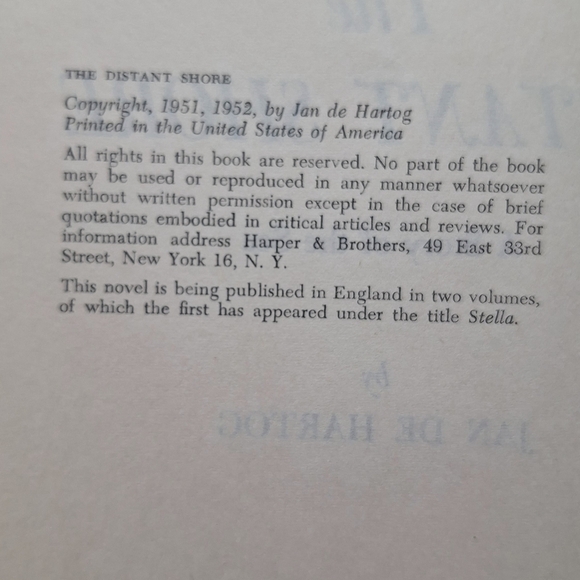 THE DISTANT SHORE
Copyright, 1951, 1952, by Jan de Hartog
Printed in the United States of America
All rights in this book are reserved. No part of the book
may be used or reproduced in any manner whatsoever
without written permission except in the case of brief
quotations embodied in critical articles and reviews. For
information address Harper & Brothers, 49 East 33rd
Street, New York 16, N. Y.
This novel is being published in England in two volumes,
of which the first has appeared under the title Stella.
by
JAN DE HARTOG